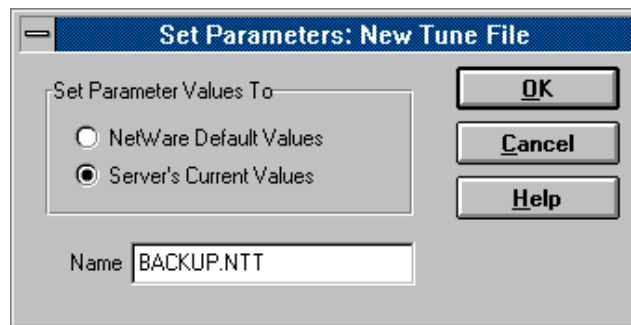 Set Parameters: New Tune File
Set Parameter Values To
NetWare Default Values
Server's Current Values
Name BACKUP.NTT
OK
Cancel
Help